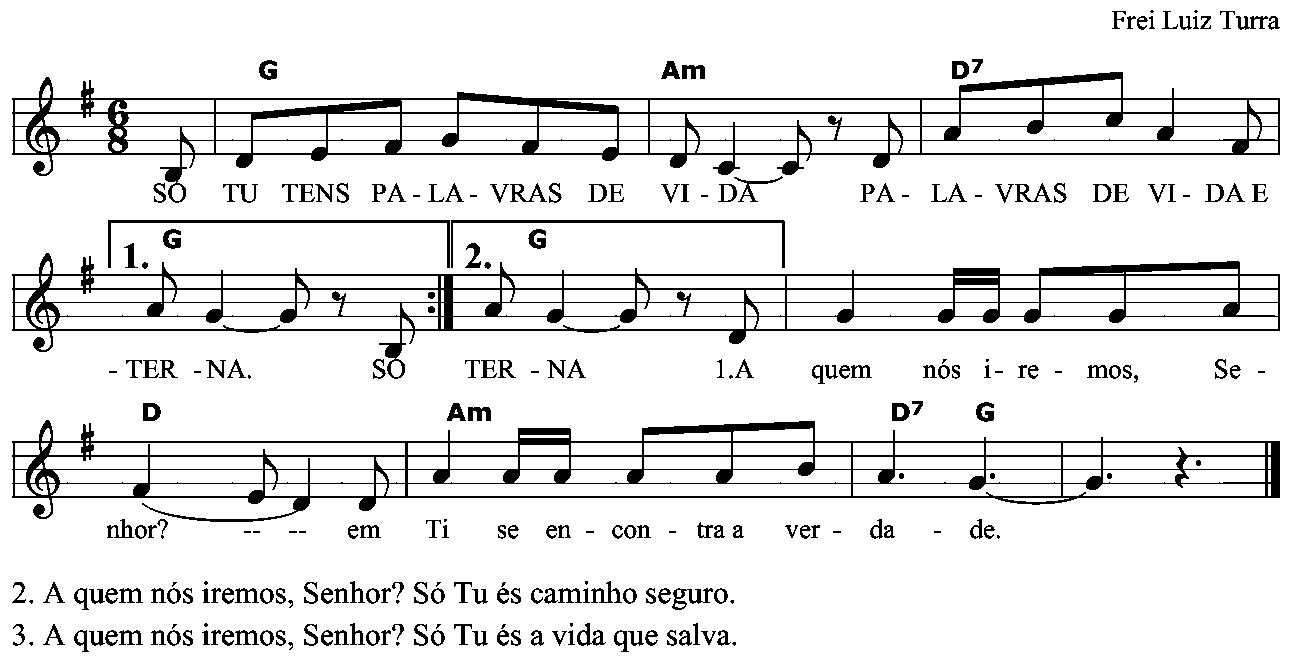 Frei Luiz Turra
G Am D7
6
8
SÓ TU TENS PA - LA - VRAS DE VI - DA PA - LA - VRAS DE VI - DA E
1. G 2. G
- TER - NA. SÓ TER - NA 1.A quem nós i - re - mos, Se -
D Am D7 G
nhor? -- -- em Ti se en - con - tra a ver - da - de.
2. A quem nós iremos, Senhor? Só Tu és caminho seguro.
3. A quem nós iremos, Senhor? Só Tu és a vida que salva.